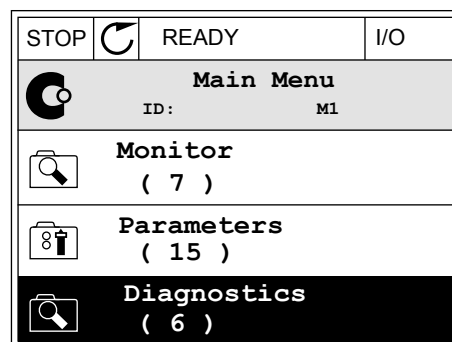 STOP READY I/O
Main Menu
ID: M1
Monitor
( 7 )
Parameters
( 15 )
Diagnostics
( 6 )